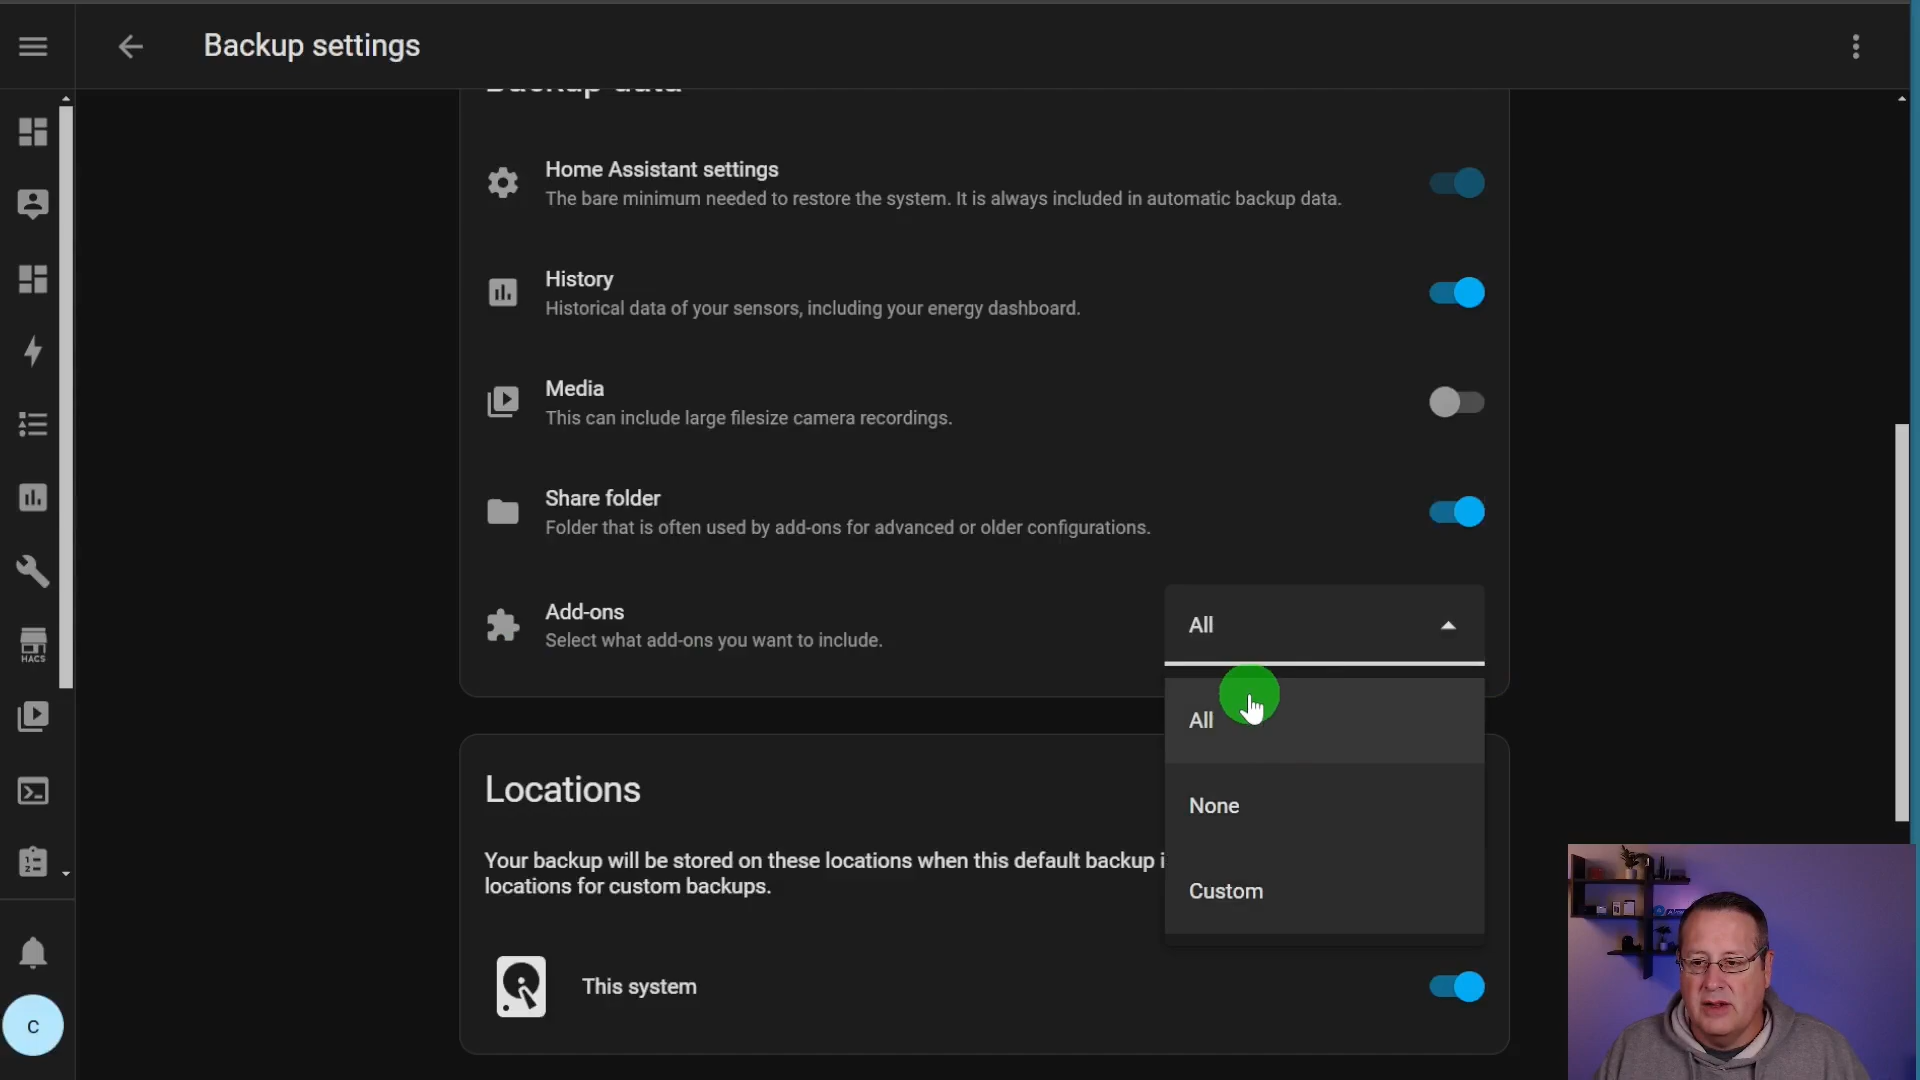 Backup settings
Backup data
Home Assistant settings
The bare minimum needed to restore the system. It is always included in automatic backup data.
History
Historical data of your sensors, including your energy dashboard.
Media
This can include large filesize camera recordings.
Share folder
Folder that is often used by add-ons for advanced or older configurations.
Add-ons
Select what add-ons you want to include.
All
All
None
Custom
Locations
Your backup will be stored on these locations when this default backup i
locations for custom backups.
This system
HACS
C